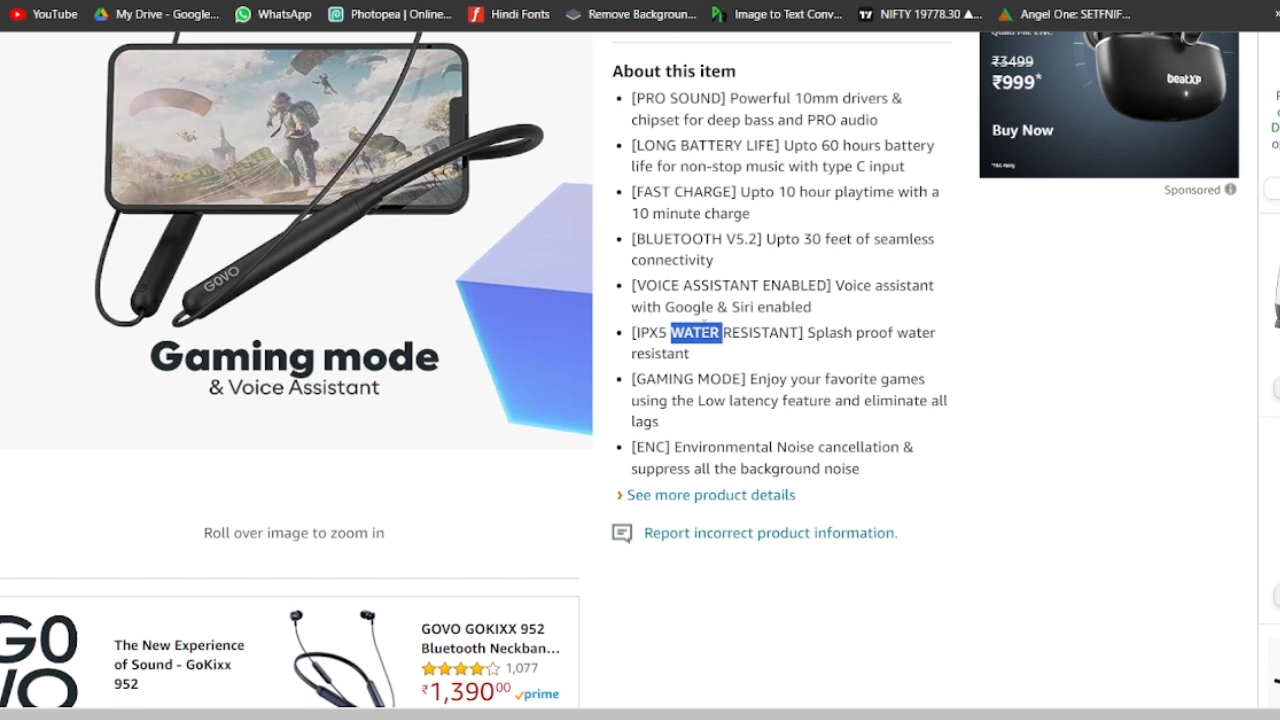 YouTube
My Drive - Google...
WhatsApp
Photopea | Online...
Hindi Fonts
Remove Backgroun...
Image to Text Conv...
NIFTY 19778.30 ▲...
Angel One: SETFNIF...
GOVO
Gaming mode
& Voice Assistant
Roll over image to zoom in
About this item
• [PRO SOUND] Powerful 10mm drivers &
chipset for deep bass and PRO audio
• [LONG BATTERY LIFE] Upto 60 hours battery
life for non-stop music with type C input
• [FAST CHARGE] Upto 10 hour playtime with a
10 minute charge
• [BLUETOOTH V5.2] Upto 30 feet of seamless
connectivity
• [VOICE ASSISTANT ENABLED] Voice assistant
with Google & Siri enabled
• [IPX5 WATER RESISTANT] Splash proof water
resistant
• [GAMING MODE] Enjoy your favorite games
using the Low latency feature and eliminate all
lags
• [ENC] Environmental Noise cancellation &
suppress all the background noise
› See more product details
Report incorrect product information.
₹3499
₹999*
Buy Now
beatXP
Sponsored
GO
VO
The New Experience
of Sound - GoKixx
952
GOVO GOKIXX 952
Bluetooth Neckban...
1,077
₹1,39000
prime